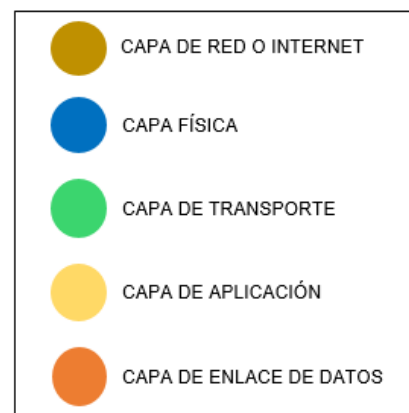 CAPA DE RED O INTERNET
CAPA FÍSICA
CAPA DE TRANSPORTE
CAPA DE APLICACIÓN
CAPA DE ENLACE DE DATOS